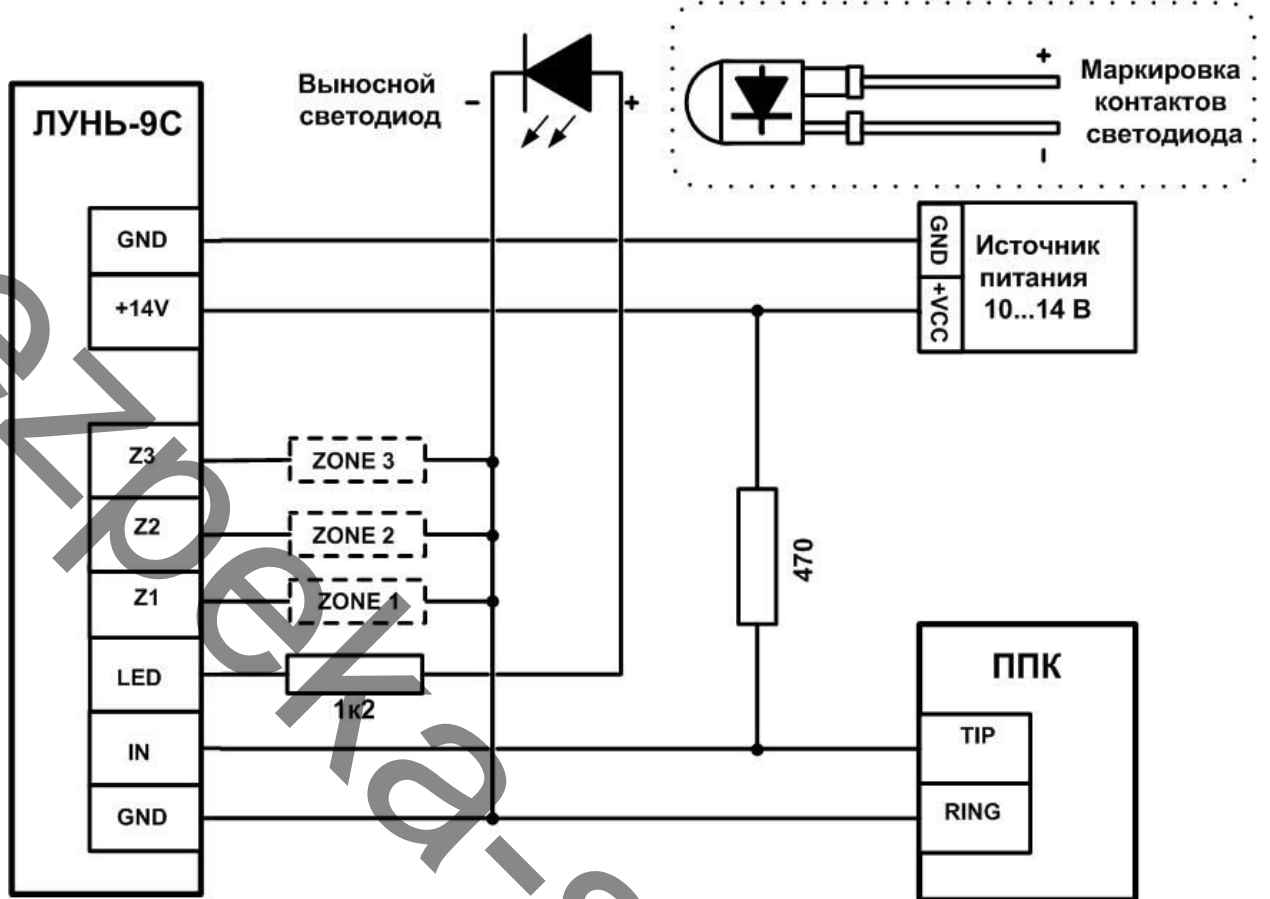 ЛУНЬ-9С
GND
+14V
Z3
Z2
Z1
LED
IN
GND
Выносной
светодиод
-
+
+
-
Маркировка
контактов
светодиода
GND
+VCC
Источник
питания
10...14 В
ZONE 3
ZONE 2
ZONE 1
1к2
470
ППК
TIP
RING